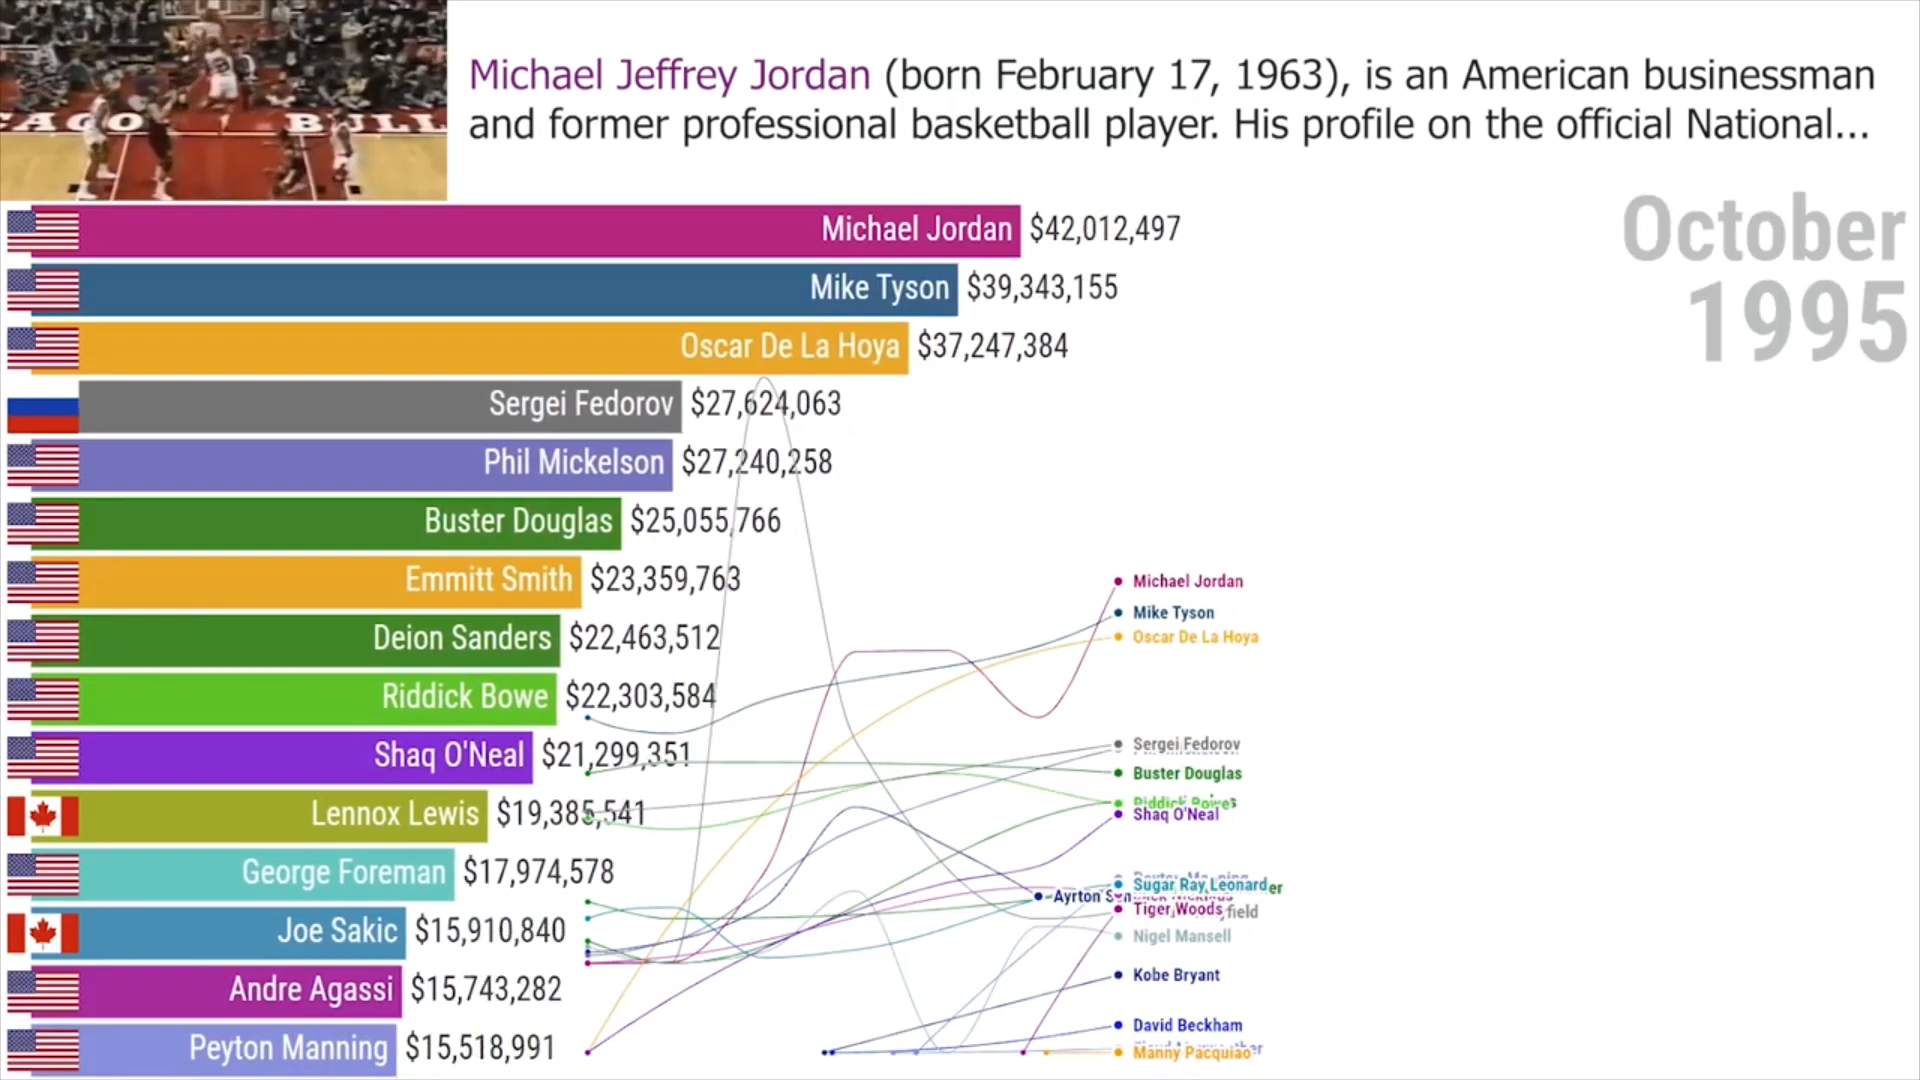 Michael Jeffrey Jordan (born February 17, 1963), is an American businessman
and former professional basketball player. His profile on the official National...
AGO BULL
October
1995
Michael Jordan $42,012,497
Mike Tyson $39,343,155
Oscar De La Hoya $37,247,384
Sergei Fedorov $27,624,063
Phil Mickelson $27,240,258
Buster Douglas $25,055,766
Emmitt Smith $23,359,763
Deion Sanders $22,463,512
Riddick Bowe $22,303,584
Shaq O'Neal $21,299,351
Lennox Lewis $19,385,541
George Foreman $17,974,578
Joe Sakic $15,910,840
Andre Agassi $15,743,282
Peyton Manning $15,518,991
Michael Jordan
Mike Tyson
Oscar De La Hoya
Sergei Fedorov
Buster Douglas
Riddick Bowe
Shaq O'Neal
Sugar Ray Leonard
Ayrton Sen
Tiger Woods
Nigel Mansell
Kobe Bryant
David Beckham
Manny Pacquiao